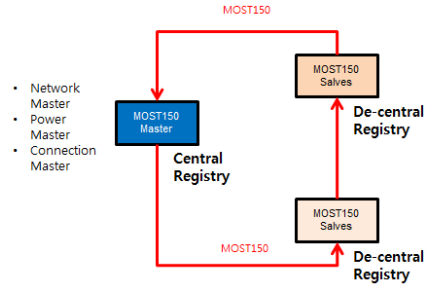 MOST150
• Network
Master
• Power
Master
• Connection
Master
MOST150
Master
Central
Registry
MOST150
Salves
De-central
Registry
MOST150
Salves
De-central
Registry
MOST150